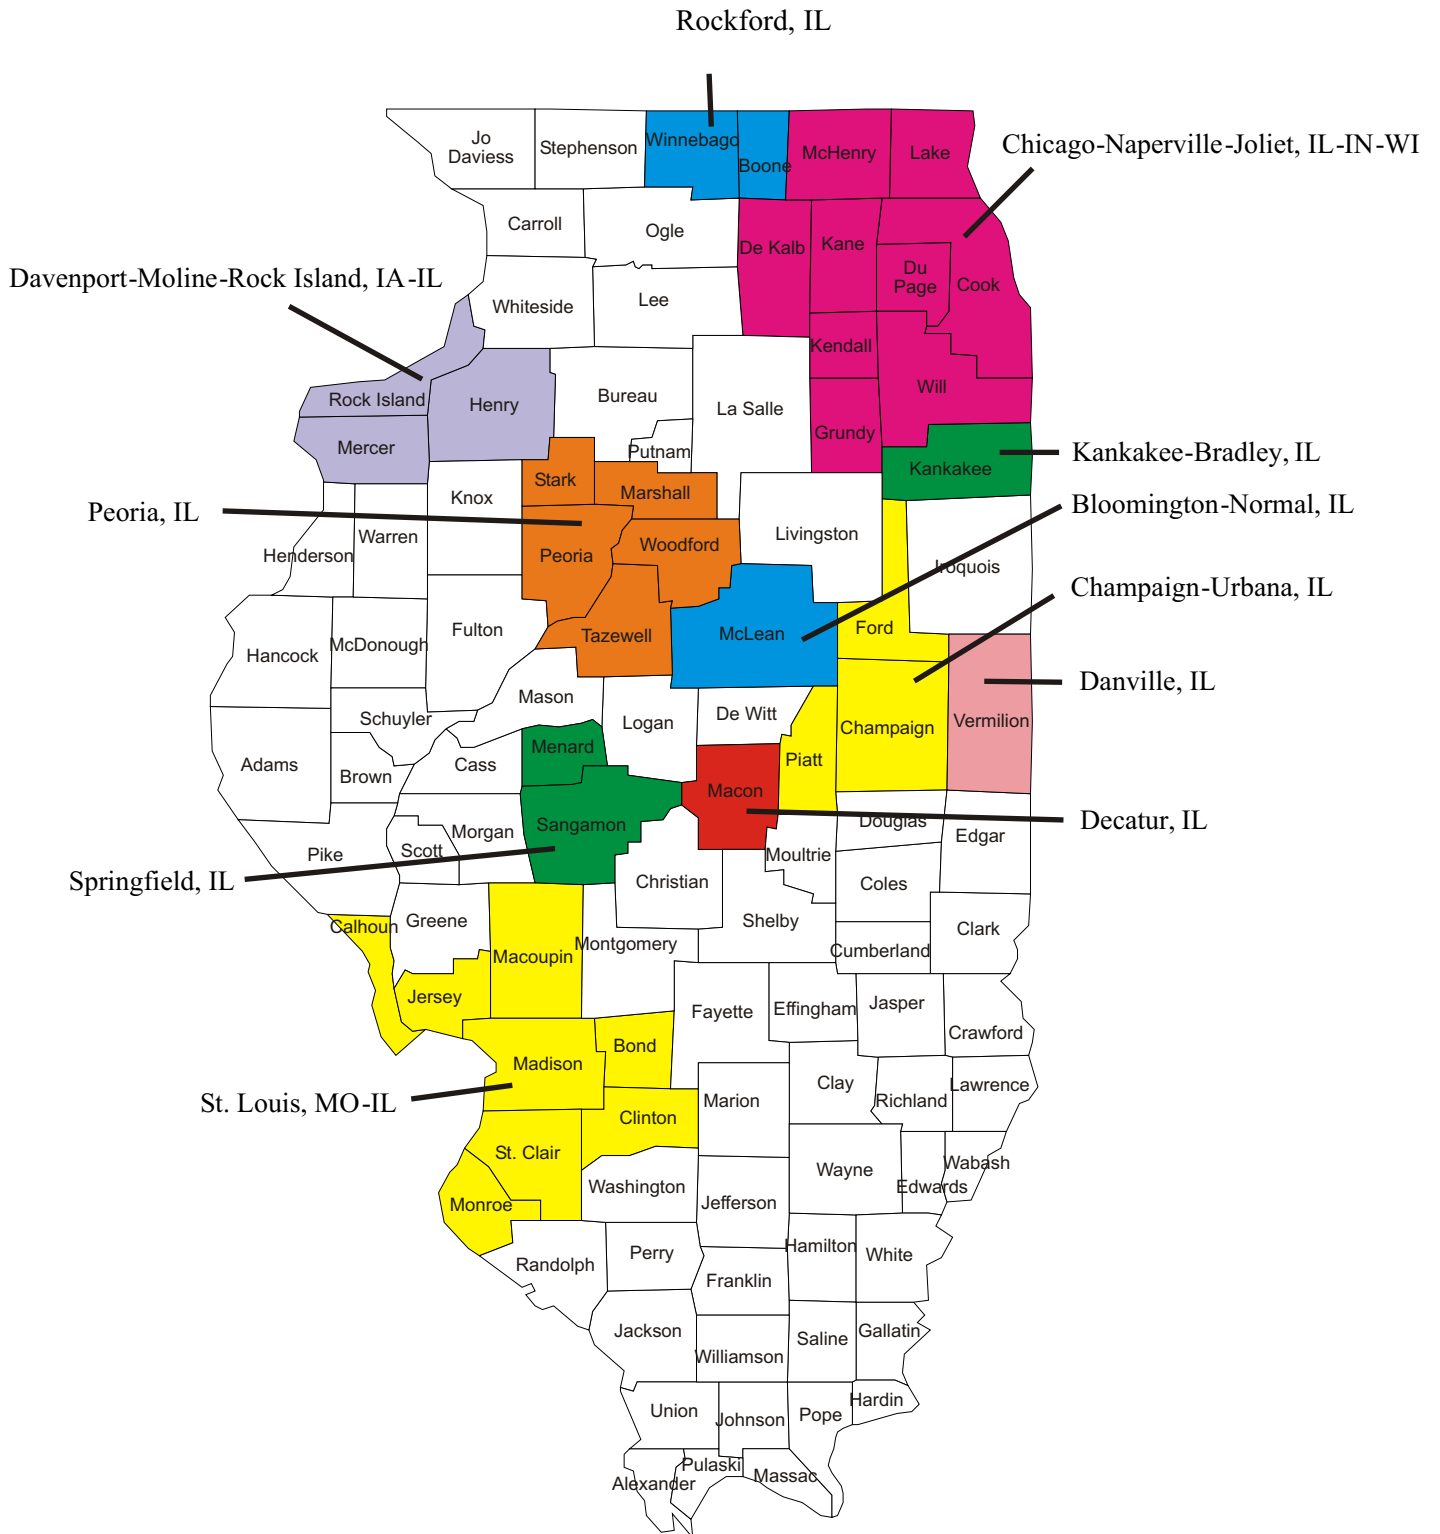 Rockford, IL
Chicago-Naperville-Joliet, IL-IN-WI
Jo
Daviess
Stephenson
Winnebago
Boone
McHenry
Lake
Carroll
Ogle
De Kalb
Kane
Du
Page
Cook
Davenport-Moline-Rock Island, IA-IL
Whiteside
Lee
Kendall
Will
Rock Island
Henry
Bureau
La Salle
Grundy
Mercer
Putnam
Kankakee
Kankakee-Bradley, IL
Stark
Marshall
Knox
Bloomington-Normal, IL
Peoria, IL
Warren
Henderson
Peoria
Woodford
Livingston
Iroquois
Champaign-Urbana, IL
Hancock
McDonough
Fulton
Tazewell
McLean
Ford
Danville, IL
Mason
Schuyler
Logan
De Witt
Champaign
Vermilion
Adams
Brown
Cass
Menard
Piatt
Macon
Decatur, IL
Pike
Scott
Morgan
Sangamon
Douglas
Edgar
Moultrie
Springfield, IL
Christian
Coles
Calhoun
Greene
Shelby
Clark
Macoupin
Montgomery
Cumberland
Jersey
Fayette
Effingham
Jasper
Crawford
Madison
Bond
Clay
Lawrence
St. Louis, MO-IL
Clinton
Marion
Richland
St. Clair
Wayne
Wabash
Edwards
Washington
Monroe
Jefferson
Randolph
Perry
Hamilton
White
Franklin
Jackson
Williamson
Saline
Gallatin
Union
Johnson
Pope
Hardin
Pulaski
Alexander
Massac